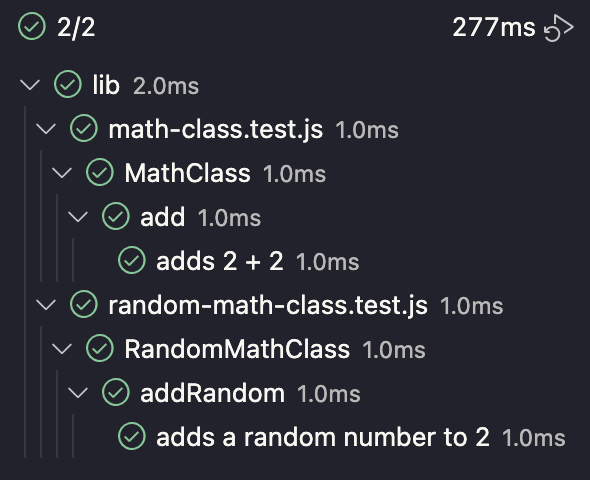 2/2 277ms
lib 2.0ms
math-class.test.js 1.0ms
MathClass 1.0ms
add 1.0ms
adds 2 + 2 1.0ms
random-math-class.test.js 1.0ms
RandomMathClass 1.0ms
addRandom 1.0ms
adds a random number to 2 1.0ms